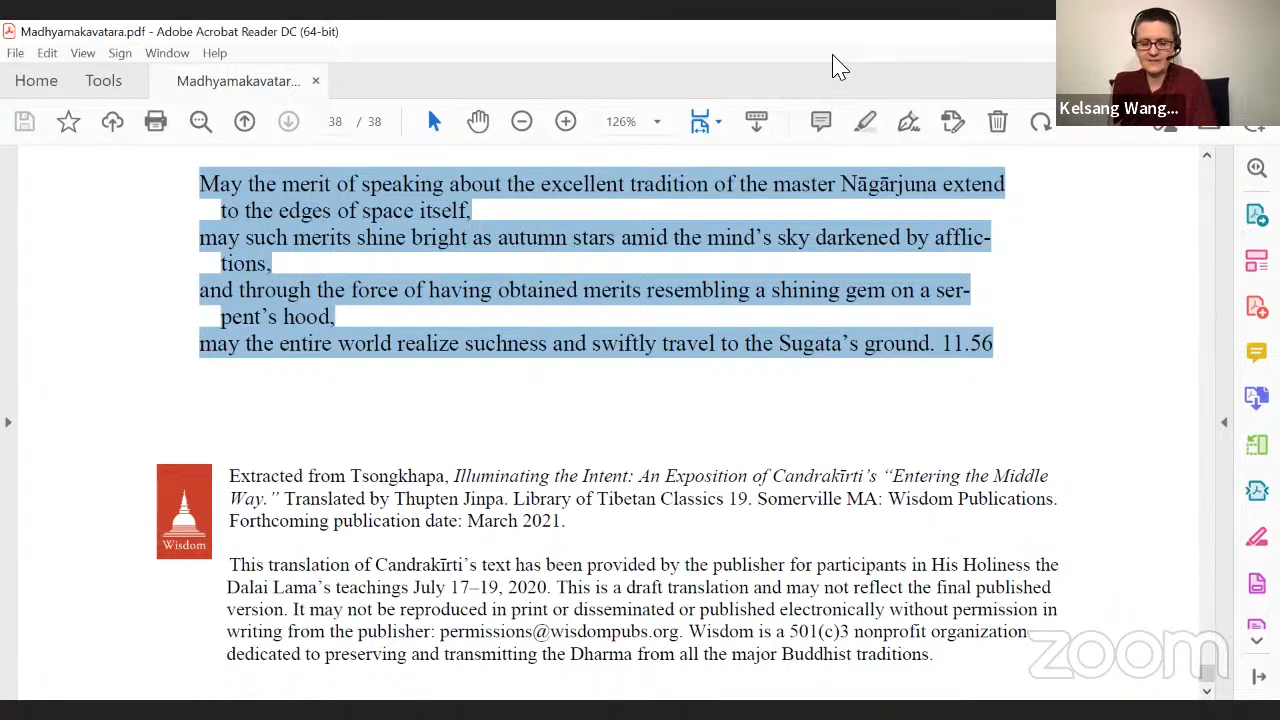 Madhyamakavatara.pdf - Adobe Acrobat Reader DC (64-bit)
File Edit View Sign Window Help
Home Tools Madhyamakavatar... ×
38 / 38 126%
Kelsang Wang...
May the merit of speaking about the excellent tradition of the master Nāgārjuna extend
to the edges of space itself,
may such merits shine bright as autumn stars amid the mind’s sky darkened by afflic-
tions,
and through the force of having obtained merits resembling a shining gem on a ser-
pent’s hood,
may the entire world realize suchness and swiftly travel to the Sugata’s ground. 11.56
Wisdom
Extracted from Tsongkhapa, Illuminating the Intent: An Exposition of Candrakīrti’s “Entering the Middle
Way.” Translated by Thupten Jinpa. Library of Tibetan Classics 19. Somerville MA: Wisdom Publications.
Forthcoming publication date: March 2021.
This translation of Candrakīrti’s text has been provided by the publisher for participants in His Holiness the
Dalai Lama’s teachings July 17–19, 2020. This is a draft translation and may not reflect the final published
version. It may not be reproduced in print or disseminated or published electronically without permission in
writing from the publisher: permissions@wisdompubs.org. Wisdom is a 501(c)3 nonprofit organization
dedicated to preserving and transmitting the Dharma from all the major Buddhist traditions.
zoom